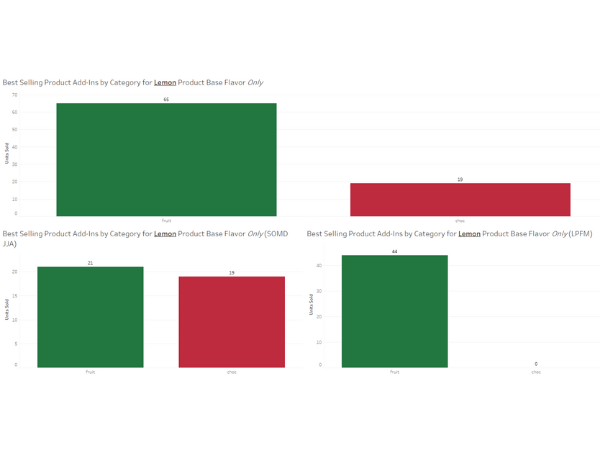 Best Selling Product Add-Ins by Category for Lemon Product Base Flavor Only
70
65
60
50
40
Units Sold
30
20
19
10
0
fruit
choc
Best Selling Product Add-Ins by Category for Lemon Product Base Flavor Only (SOMD
JJA)
21
20
19
15
Units Sold
10
5
0
fruit
choc
Best Selling Product Add-Ins by Category for Lemon Product Base Flavor Only (LPFM)
44
40
30
Units Sold
20
10
0
0
fruit
choc